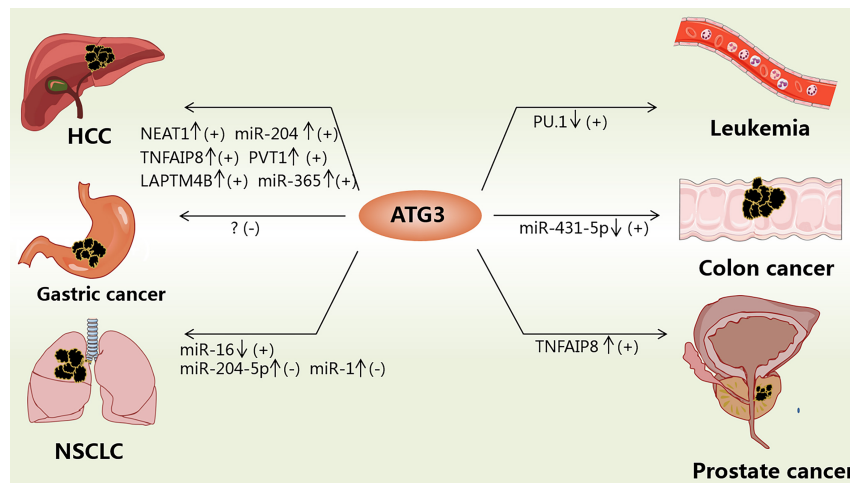 HCC
NEAT1↑(+) miR-204↑(+)
TNFAIP8↑(+) PVT1↑ (+)
LAPTM4B↑(+) miR-365↑(+)
Gastric cancer
? (-)
NSCLC
miR-16↓(+)
miR-204-5p↑(-) miR-1↑(-)
ATG3
Leukemia
PU.1↓ (+)
Colon cancer
miR-431-5p↓ (+)
Prostate cancer
TNFAIP8↑(+)